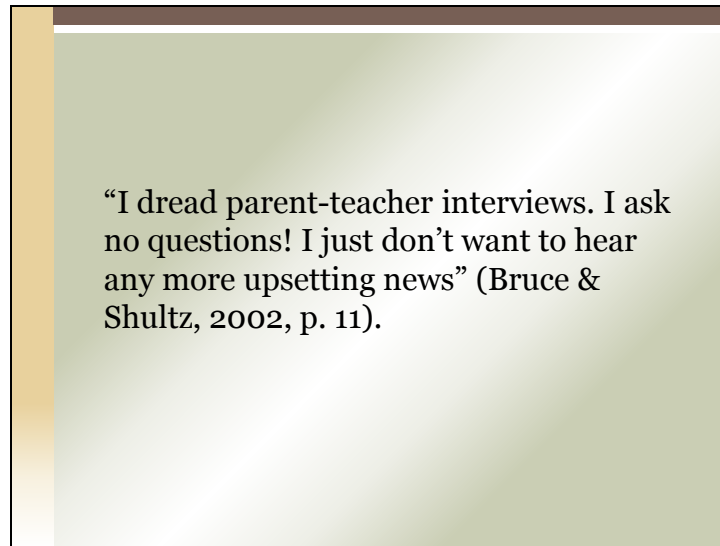 “I dread parent-teacher interviews. I ask
no questions! I just don’t want to hear
any more upsetting news” (Bruce &
Shultz, 2002, p. 11).